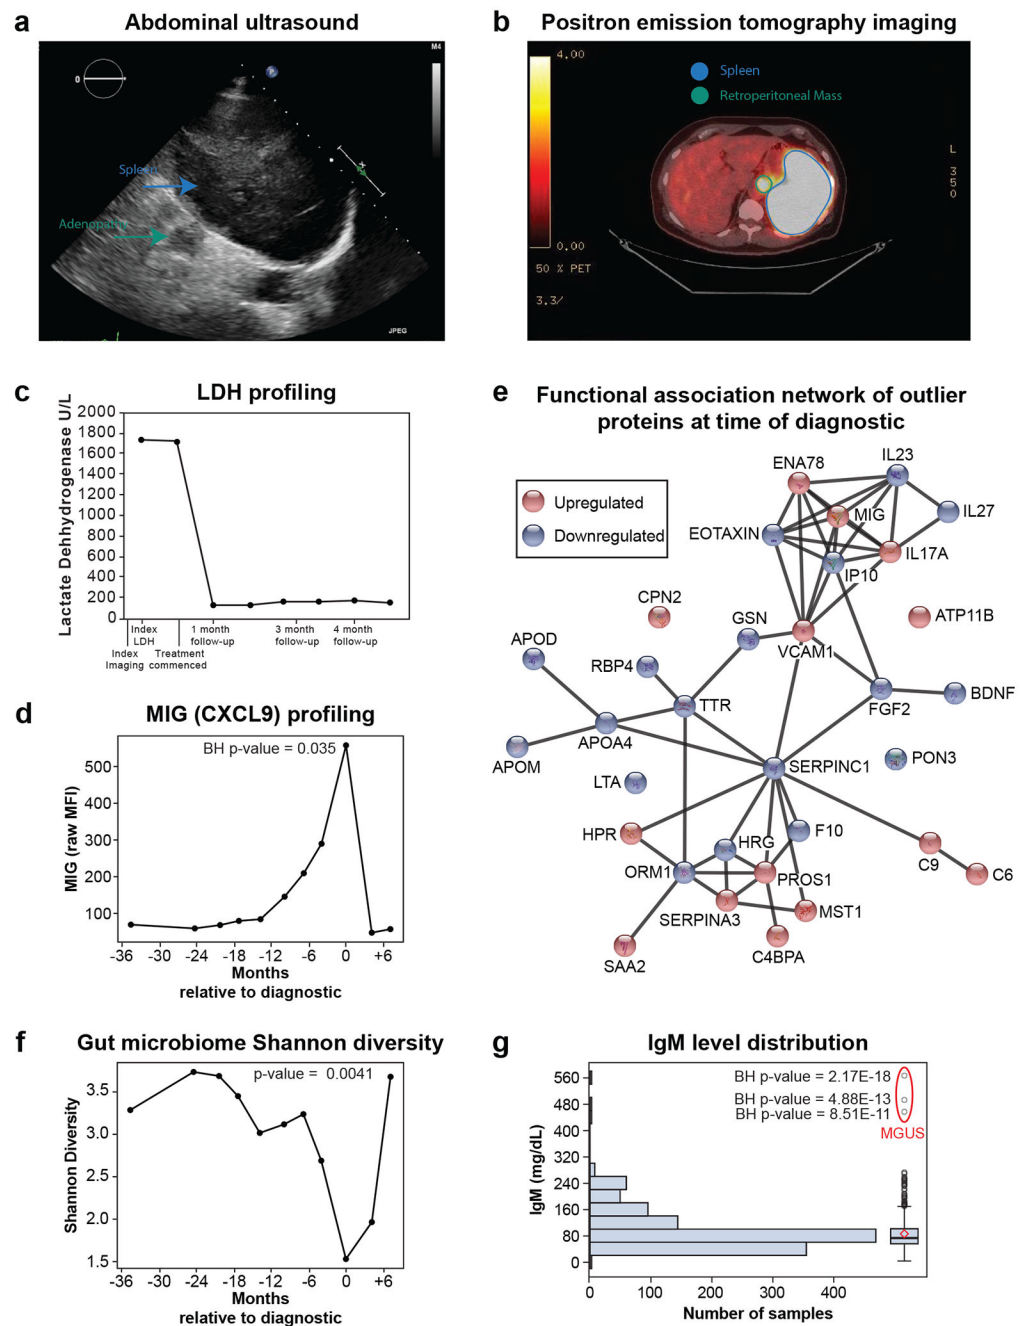 a Abdominal ultrasound
M4
0
P
Spleen
Adenopathy
JPEG
b Positron emission tomography imaging
4.00
Spleen
Retroperitoneal Mass
L
3
5
0
0.00
50 % PET
3.3/
c LDH profiling
Lactate Dehhydrogenase U/L
2000
1800
1600
1400
1200
1000
800
600
400
200
0
Index LDH
1 month follow-up
3 month follow-up
4 month follow-up
Index Imaging
Treatment commenced
d MIG (CXCL9) profiling
BH p-value = 0.035
MIG (raw MFI)
500
400
300
200
100
-36 -30 -24 -18 -12 -6 0 +6
Months
relative to diagnostic
e Functional association network of outlier
proteins at time of diagnostic
Upregulated
Downregulated
ENA78
IL23
MIG
IL27
EOTAXIN
IL17A
IP10
CPN2
GSN
ATP11B
VCAM1
APOD
RBP4
TTR
FGF2
BDNF
APOA4
APOM
SERPINC1
PON3
LTA
HPR
HRG
F10
C9
C6
ORM1
PROS1
SERPINA3
MST1
C4BPA
SAA2
f Gut microbiome Shannon diversity
p-value = 0.0041
Shannon Diversity
3.5
3.0
2.5
2.0
1.5
-36 -30 -24 -18 -12 -6 0 +6
Months
relative to diagnostic
g IgM level distribution
IgM (mg/dL)
560
480
400
320
240
160
80
0
BH p-value = 2.17E-18
BH p-value = 4.88E-13
BH p-value = 8.51E-11
MGUS
0 100 200 300 400
Number of samples